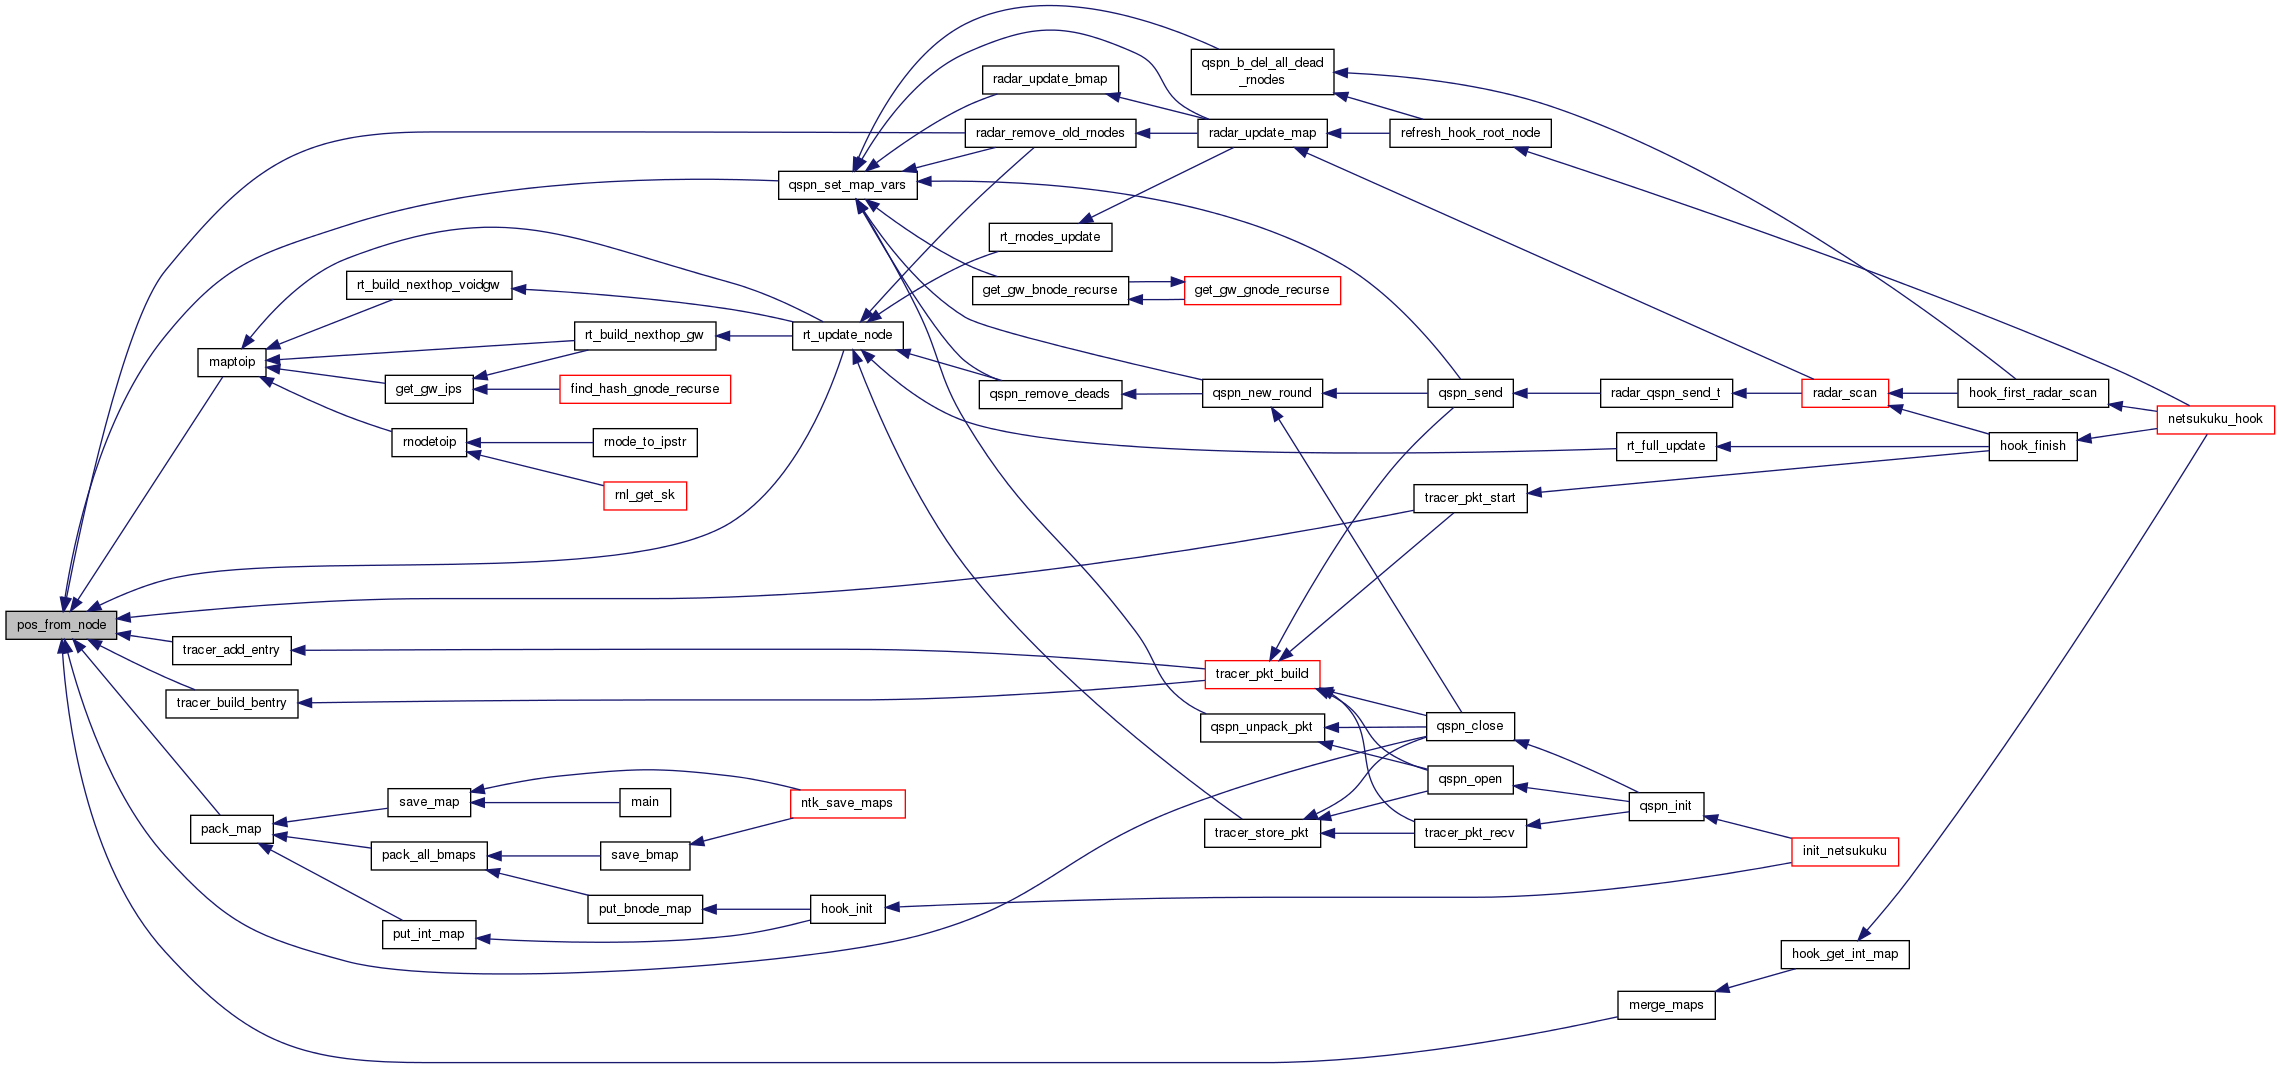 qspn_b_del_all_dead
_rnodes
radar_update_bmap
radar_remove_old_rnodes
radar_update_map
refresh_hook_root_node
qspn_set_map_vars
rt_rnodes_update
rt_build_nexthop_voidgw
get_gw_bnode_recurse
get_gw_gnode_recurse
rt_build_nexthop_gw
rt_update_node
maptoip
get_gw_ips
find_hash_gnode_recurse
qspn_remove_deads
qspn_new_round
qspn_send
radar_qspn_send_t
radar_scan
hook_first_radar_scan
netsukuku_hook
rnodetoip
rnode_to_ipstr
rt_full_update
hook_finish
rnl_get_sk
tracer_pkt_start
pos_from_node
tracer_add_entry
tracer_pkt_build
tracer_build_bentry
qspn_unpack_pkt
qspn_close
qspn_open
save_map
main
ntk_save_maps
qspn_init
pack_map
tracer_store_pkt
tracer_pkt_recv
pack_all_bmaps
save_bmap
init_netsukuku
put_bnode_map
hook_init
put_int_map
hook_get_int_map
merge_maps